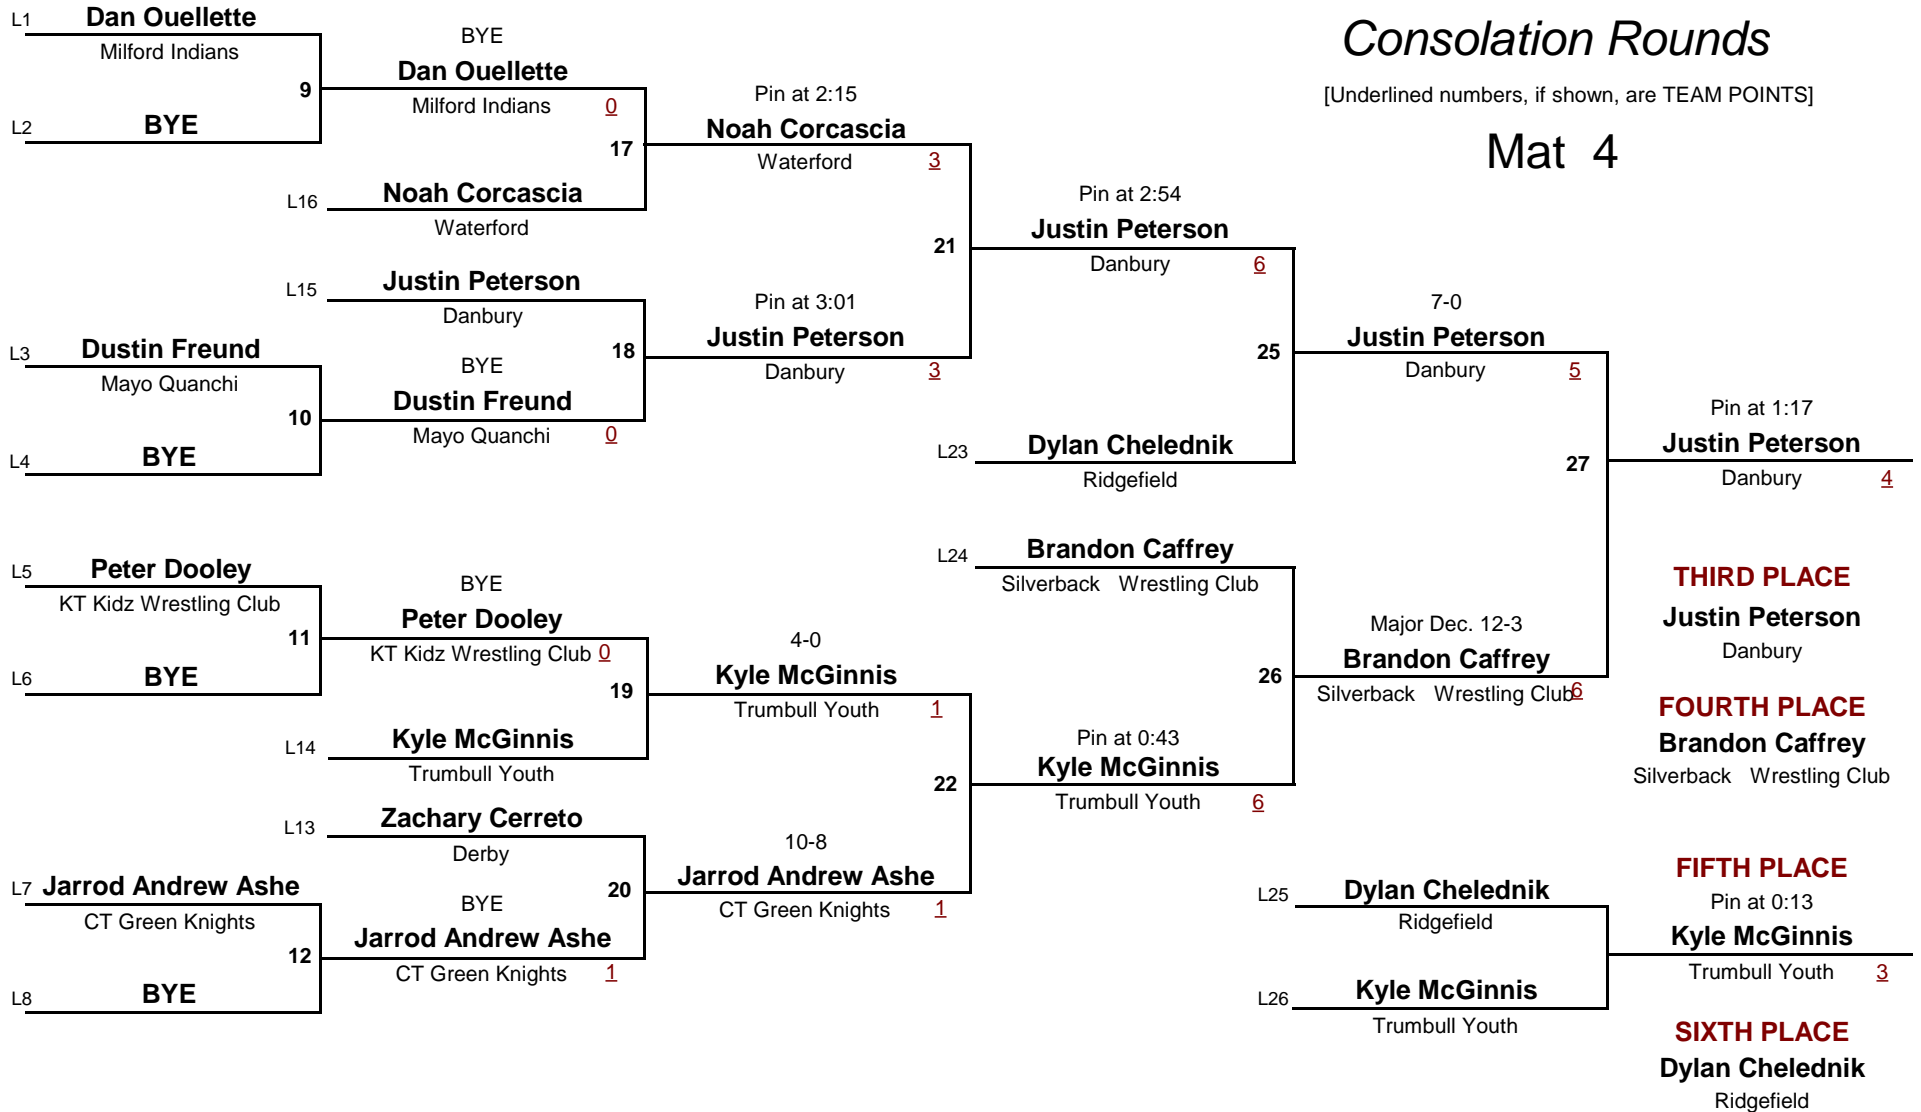 Consolation Rounds
[Underlined numbers, if shown, are TEAM POINTS]
Mat 4
L1 Dan Ouellette
Milford Indians
9
L2 BYE
BYE
Dan Ouellette
Milford Indians 0
17
L16 Noah Corcascia
Waterford
L15 Justin Peterson
Danbury
18
L3 Dustin Freund
Mayo Quanchi
10
L4 BYE
BYE
Dustin Freund
Mayo Quanchi 0
Pin at 2:15
Noah Corcascia
Waterford 3
21
Pin at 3:01
Justin Peterson
Danbury 3
Pin at 2:54
Justin Peterson
Danbury 6
25
L23 Dylan Chelednik
Ridgefield
7-0
Justin Peterson
Danbury 5
27
Pin at 1:17
Justin Peterson
Danbury 4
L5 Peter Dooley
KT Kidz Wrestling Club
11
L6 BYE
BYE
Peter Dooley
KT Kidz Wrestling Club 0
19
L14 Kyle McGinnis
Trumbull Youth
L13 Zachary Cerreto
Derby
20
L7 Jarrod Andrew Ashe
CT Green Knights
12
L8 BYE
BYE
Jarrod Andrew Ashe
CT Green Knights 1
4-0
Kyle McGinnis
Trumbull Youth 1
22
10-8
Jarrod Andrew Ashe
CT Green Knights 1
L24 Brandon Caffrey
Silverback Wrestling Club
26
Pin at 0:43
Kyle McGinnis
Trumbull Youth 6
Major Dec. 12-3
Brandon Caffrey
Silverback Wrestling Club 6
THIRD PLACE
Justin Peterson
Danbury
FOURTH PLACE
Brandon Caffrey
Silverback Wrestling Club
L25 Dylan Chelednik
Ridgefield
L26 Kyle McGinnis
Trumbull Youth
FIFTH PLACE
Pin at 0:13
Kyle McGinnis
Trumbull Youth 3
SIXTH PLACE
Dylan Chelednik
Ridgefield